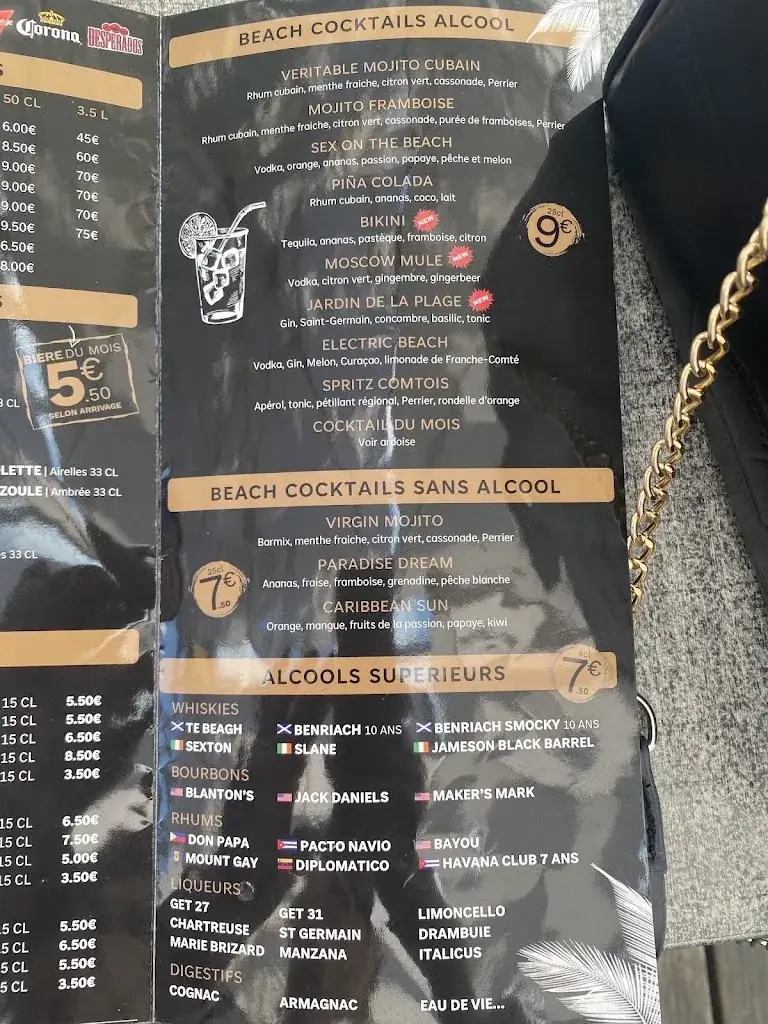 Corona
DESPERADOS
50 CL 3.5 L
6.00€ 45€
8.50€ 60€
9.00€ 70€
9.00€ 70€
9.00€ 70€
9.50€ 75€
6.50€
8.00€
BIERE DU MOIS
5€.50
SELON ARRIVAGE
CL
LETTE | Airelles 33 CL
ZOULE | Ambrée 33 CL
33 CL
15 CL 5.50€
15 CL 5.50€
15 CL 6.50€
15 CL 8.50€
15 CL 3.50€
15 CL 6.50€
15 CL 7.50€
15 CL 5.00€
15 CL 3.50€
5 CL 5.50€
5 CL 6.50€
5 CL 5.50€
5 CL 3.50€
BEACH COCKTAILS ALCOOL
VERITABLE MOJITO CUBAIN
Rhum cubain, menthe fraiche, citron vert, cassonade, Perrier
MOJITO FRAMBOISE
Rhum cubain, menthe fraiche, citron vert, cassonade, purée de framboises, Perrier
SEX ON THE BEACH
Vodka, orange, ananas, passion, papaye, pêche et melon
PIÑA COLADA
Rhum cubain, ananas, coco, lait
BIKINI NEW
Tequila, ananas, pastèque, framboise, citron
25cl
9€
MOSCOW MULE NEW
Vodka, citron vert, gingembre, gingerbeer
JARDIN DE LA PLAGE NEW
Gin, Saint-Germain, concombre, basilic, tonic
ELECTRIC BEACH
Vodka, Gin, Melon, Curaçao, limonade de Franche-Comté
SPRITZ COMTOIS
Apérol, tonic, pétillant régional, Perrier, rondelle d'orange
COCKTAIL DU MOIS
Voir ardoise
BEACH COCKTAILS SANS ALCOOL
VIRGIN MOJITO
Barmix, menthe fraiche, citron vert, cassonade, Perrier
PARADISE DREAM
Ananas, fraise, framboise, grenadine, pêche blanche
25cl
7€.50
CARIBBEAN SUN
Orange, mangue, fruits de la passion, papaye, kiwi
ALCOOLS SUPERIEURS
4cl
7€.50
WHISKIES
TE BEAGH BENRIACH 10 ANS BENRIACH SMOCKY 10 ANS
SEXTON SLANE JAMESON BLACK BARREL
BOURBONS
BLANTON'S JACK DANIELS MAKER'S MARK
RHUMS
DON PAPA PACTO NAVIO BAYOU
MOUNT GAY DIPLOMATICO HAVANA CLUB 7 ANS
LIQUEURS
GET 27 GET 31 LIMONCELLO
CHARTREUSE ST GERMAIN DRAMBUIE
MARIE BRIZARD MANZANA ITALICUS
DIGESTIFS
COGNAC ARMAGNAC EAU DE VIE...